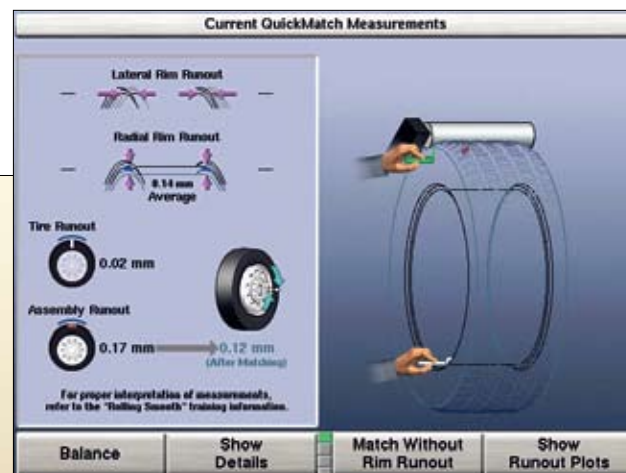 Current QuickMatch Measurements
Lateral Rim Runout
Radial Rim Runout
0.14 mm
Average
Tire Runout
0.02 mm
Assembly Runout
0.17 mm
0.12 mm
(After Matching)
For proper interpretation of measurements,
refer to the "Rolling Smooth" training information.
Balance
Show
Details
Match Without
Rim Runout
Show
Runout Plots